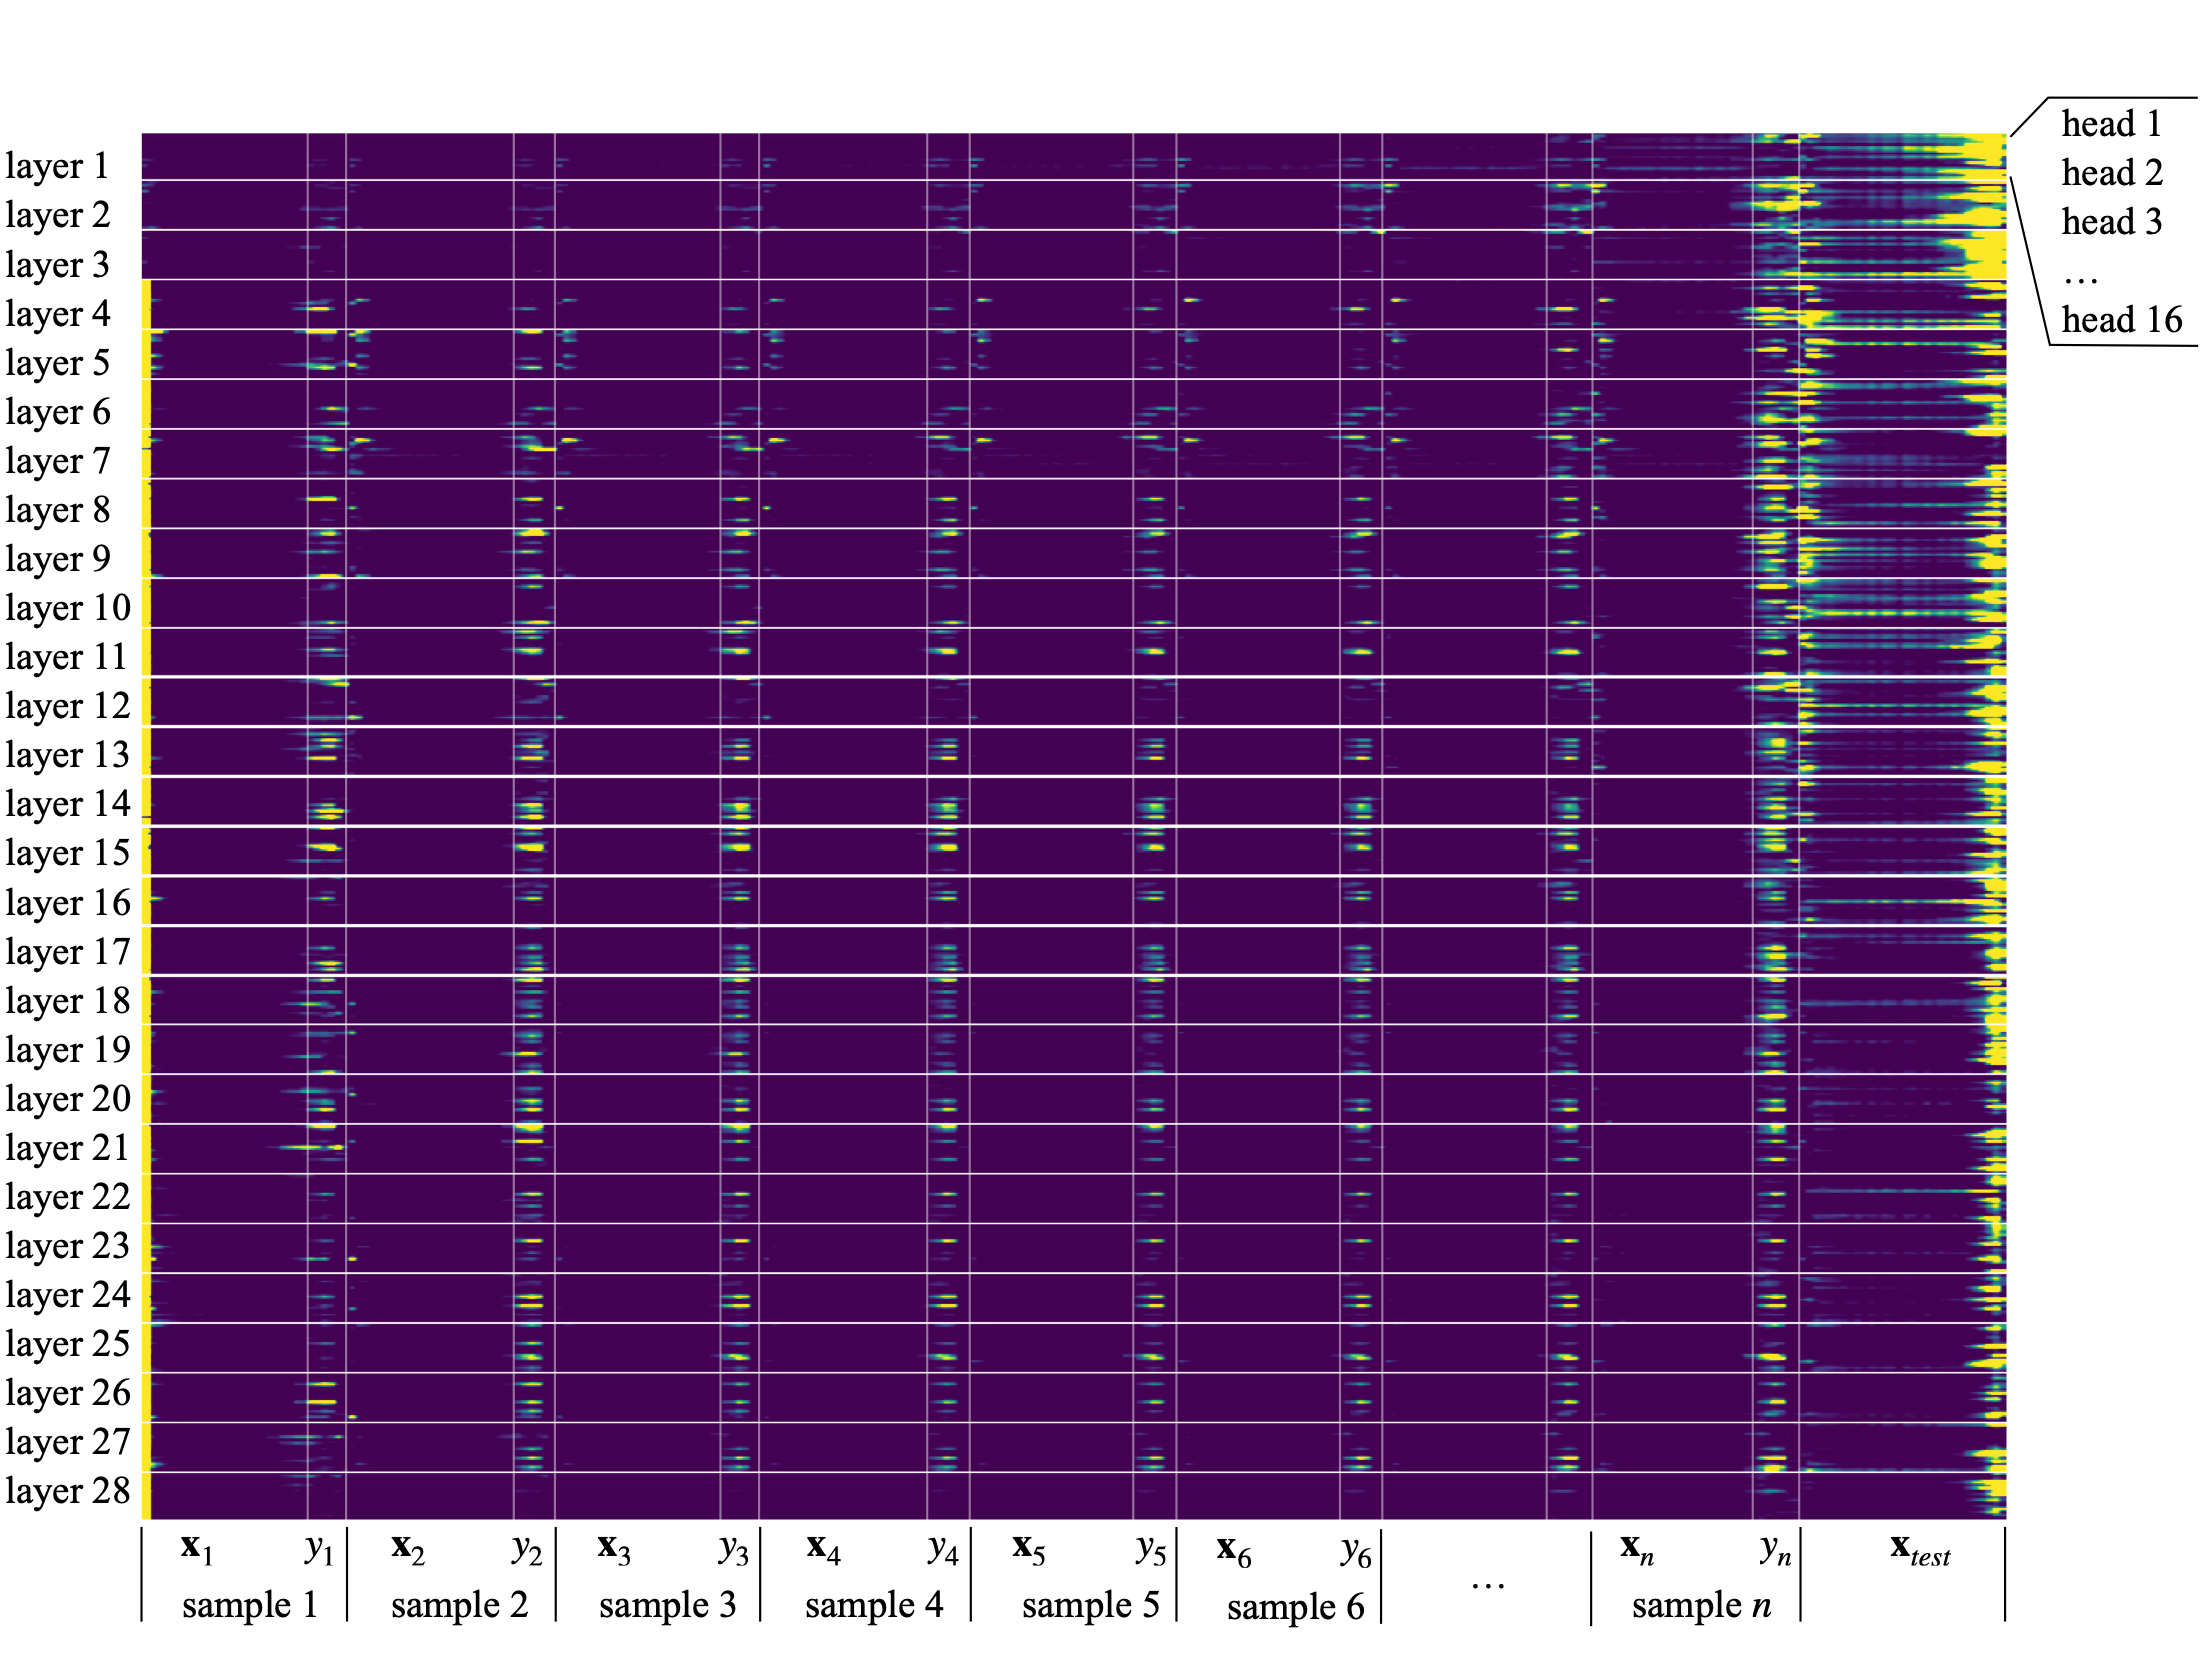 layer 1
layer 2
layer 3
layer 4
layer 5
layer 6
layer 7
layer 8
layer 9
layer 10
layer 11
layer 12
layer 13
layer 14
layer 15
layer 16
layer 17
layer 18
layer 19
layer 20
layer 21
layer 22
layer 23
layer 24
layer 25
layer 26
layer 27
layer 28
head 1
head 2
head 3
...
head 16
x1 y1 x2 y2 x3 y3 x4 y4 x5 y5 x6 y6 xn yn xtest
sample 1 sample 2 sample 3 sample 4 sample 5 sample 6 ... sample n